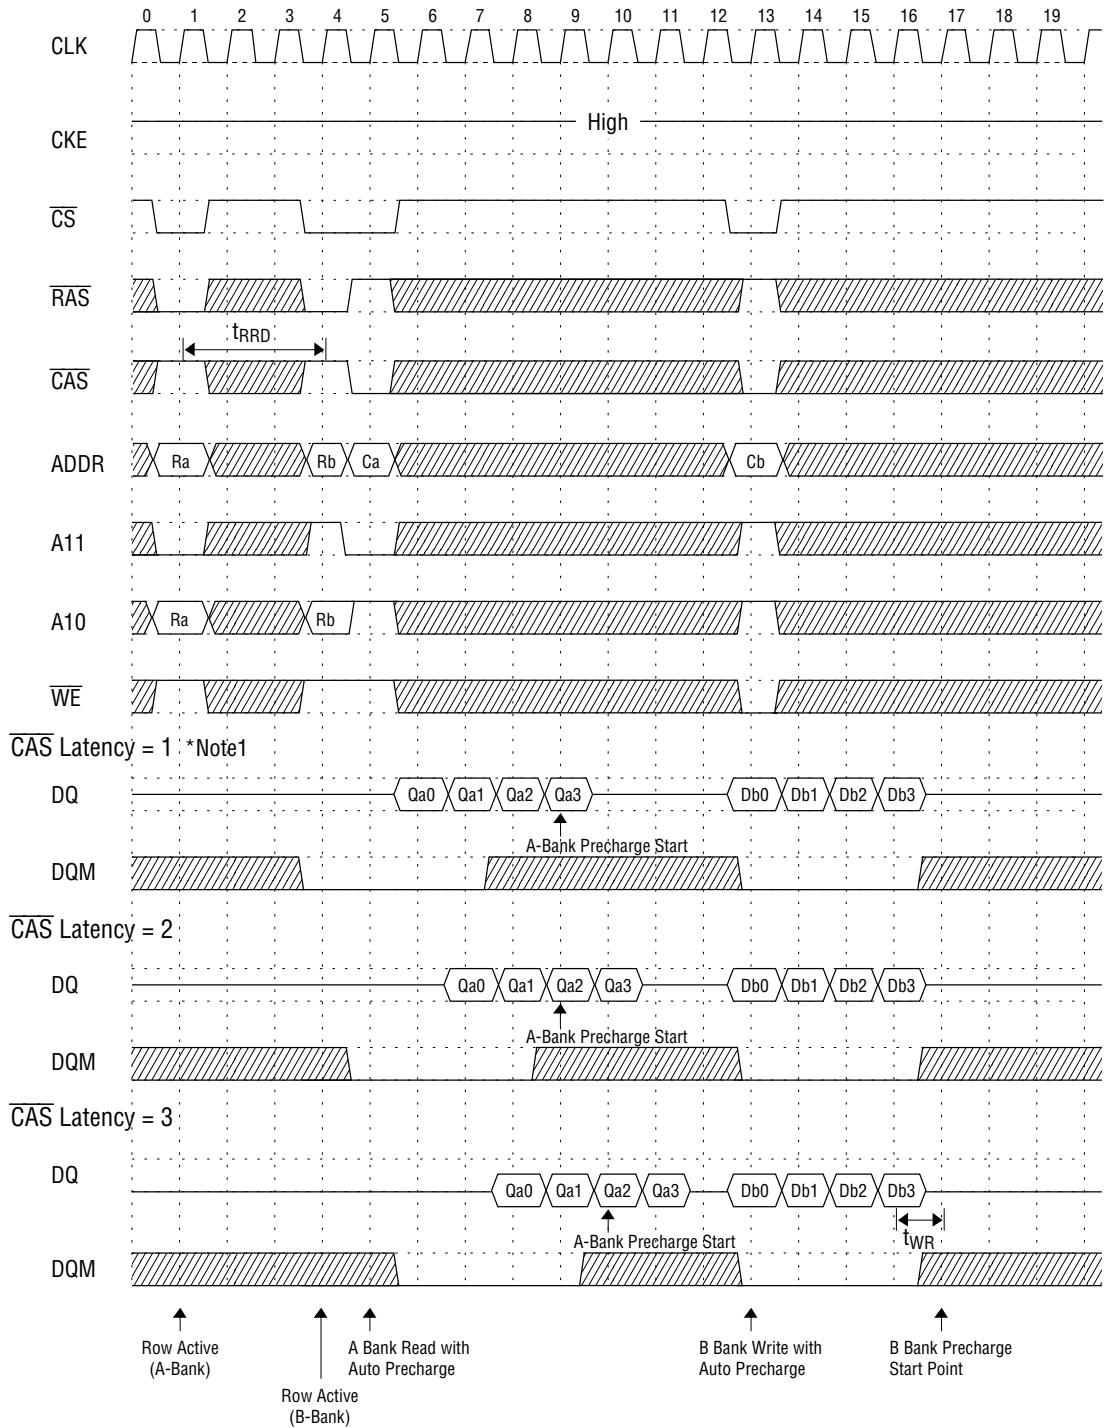 0 1 2 3 4 5 6 7 8 9 10 11 12 13 14 15 16 17 18 19
CLK
CKE
High
CS
RAS
tRRD
CAS
ADDR
Ra Rb Ca Cb
A11
A10
Ra Rb
WE
CAS Latency = 1 *Note1
DQ
Qa0 Qa1 Qa2 Qa3 Db0 Db1 Db2 Db3
A-Bank Precharge Start
DQM
CAS Latency = 2
DQ
Qa0 Qa1 Qa2 Qa3 Db0 Db1 Db2 Db3
A-Bank Precharge Start
DQM
CAS Latency = 3
DQ
Qa0 Qa1 Qa2 Qa3 Db0 Db1 Db2 Db3
A-Bank Precharge Start
tWR
DQM
Row Active
(A-Bank)
Row Active
(B-Bank)
A Bank Read with
Auto Precharge
B Bank Write with
Auto Precharge
B Bank Precharge
Start Point